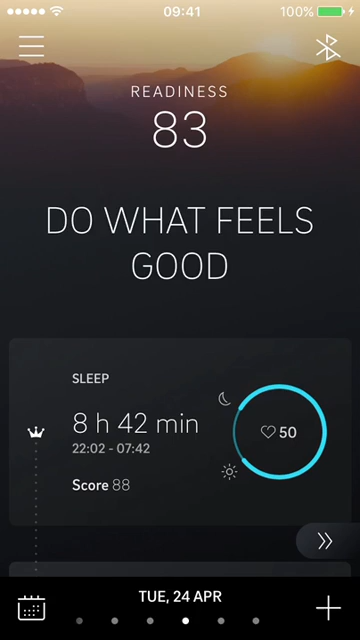 09:41
100%
READINESS
83
DO WHAT FEELS
GOOD
SLEEP
8 h 42 min
22:02 - 07:42
50
Score 88
TUE, 24 APR